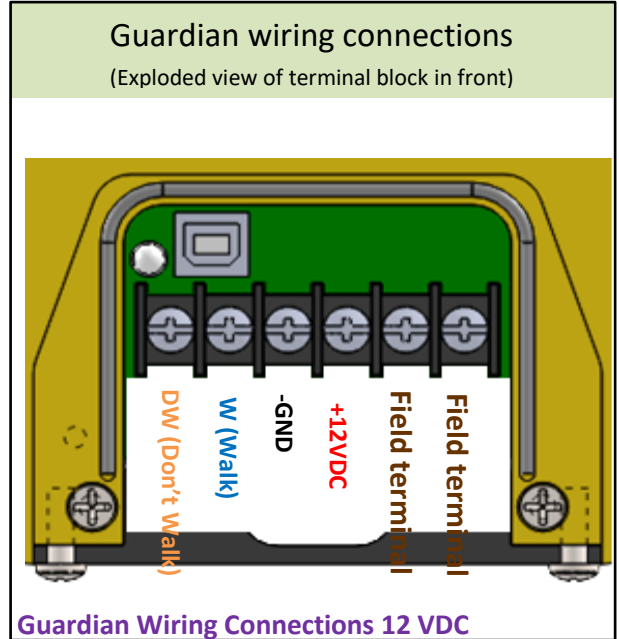 Guardian wiring connections
(Exploded view of terminal block in front)
DW (Don’t Walk)
W (Walk)
-GND
+12VDC
Field terminal
Field terminal
Guardian Wiring Connections 12 VDC